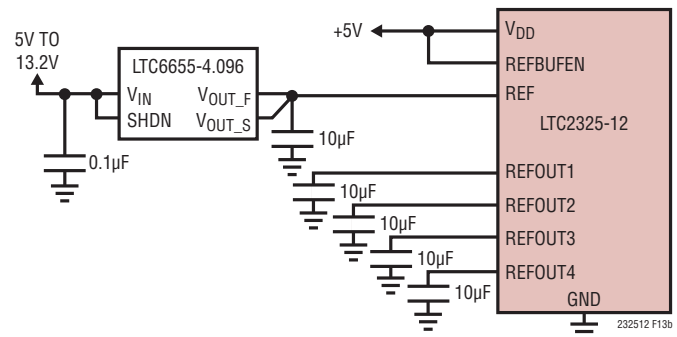 5V TO
13.2V
LTC6655-4.096
VIN
SHDN
VOUT_F
VOUT_S
0.1µF
10µF
+5V
VDD
REFBUFEN
REF
LTC2325-12
REFOUT1
10µF
REFOUT2
10µF
REFOUT3
10µF
REFOUT4
10µF
GND
232512 F13b